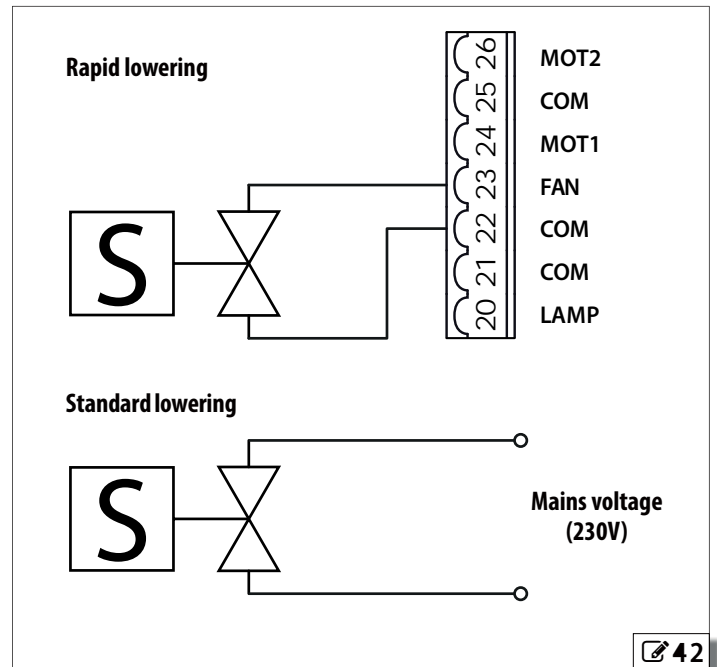 Rapid lowering
26 MOT2
25 COM
24 MOT1
23 FAN
22 COM
21 COM
20 LAMP
S
Standard lowering
S
Mains voltage
(230V)
42